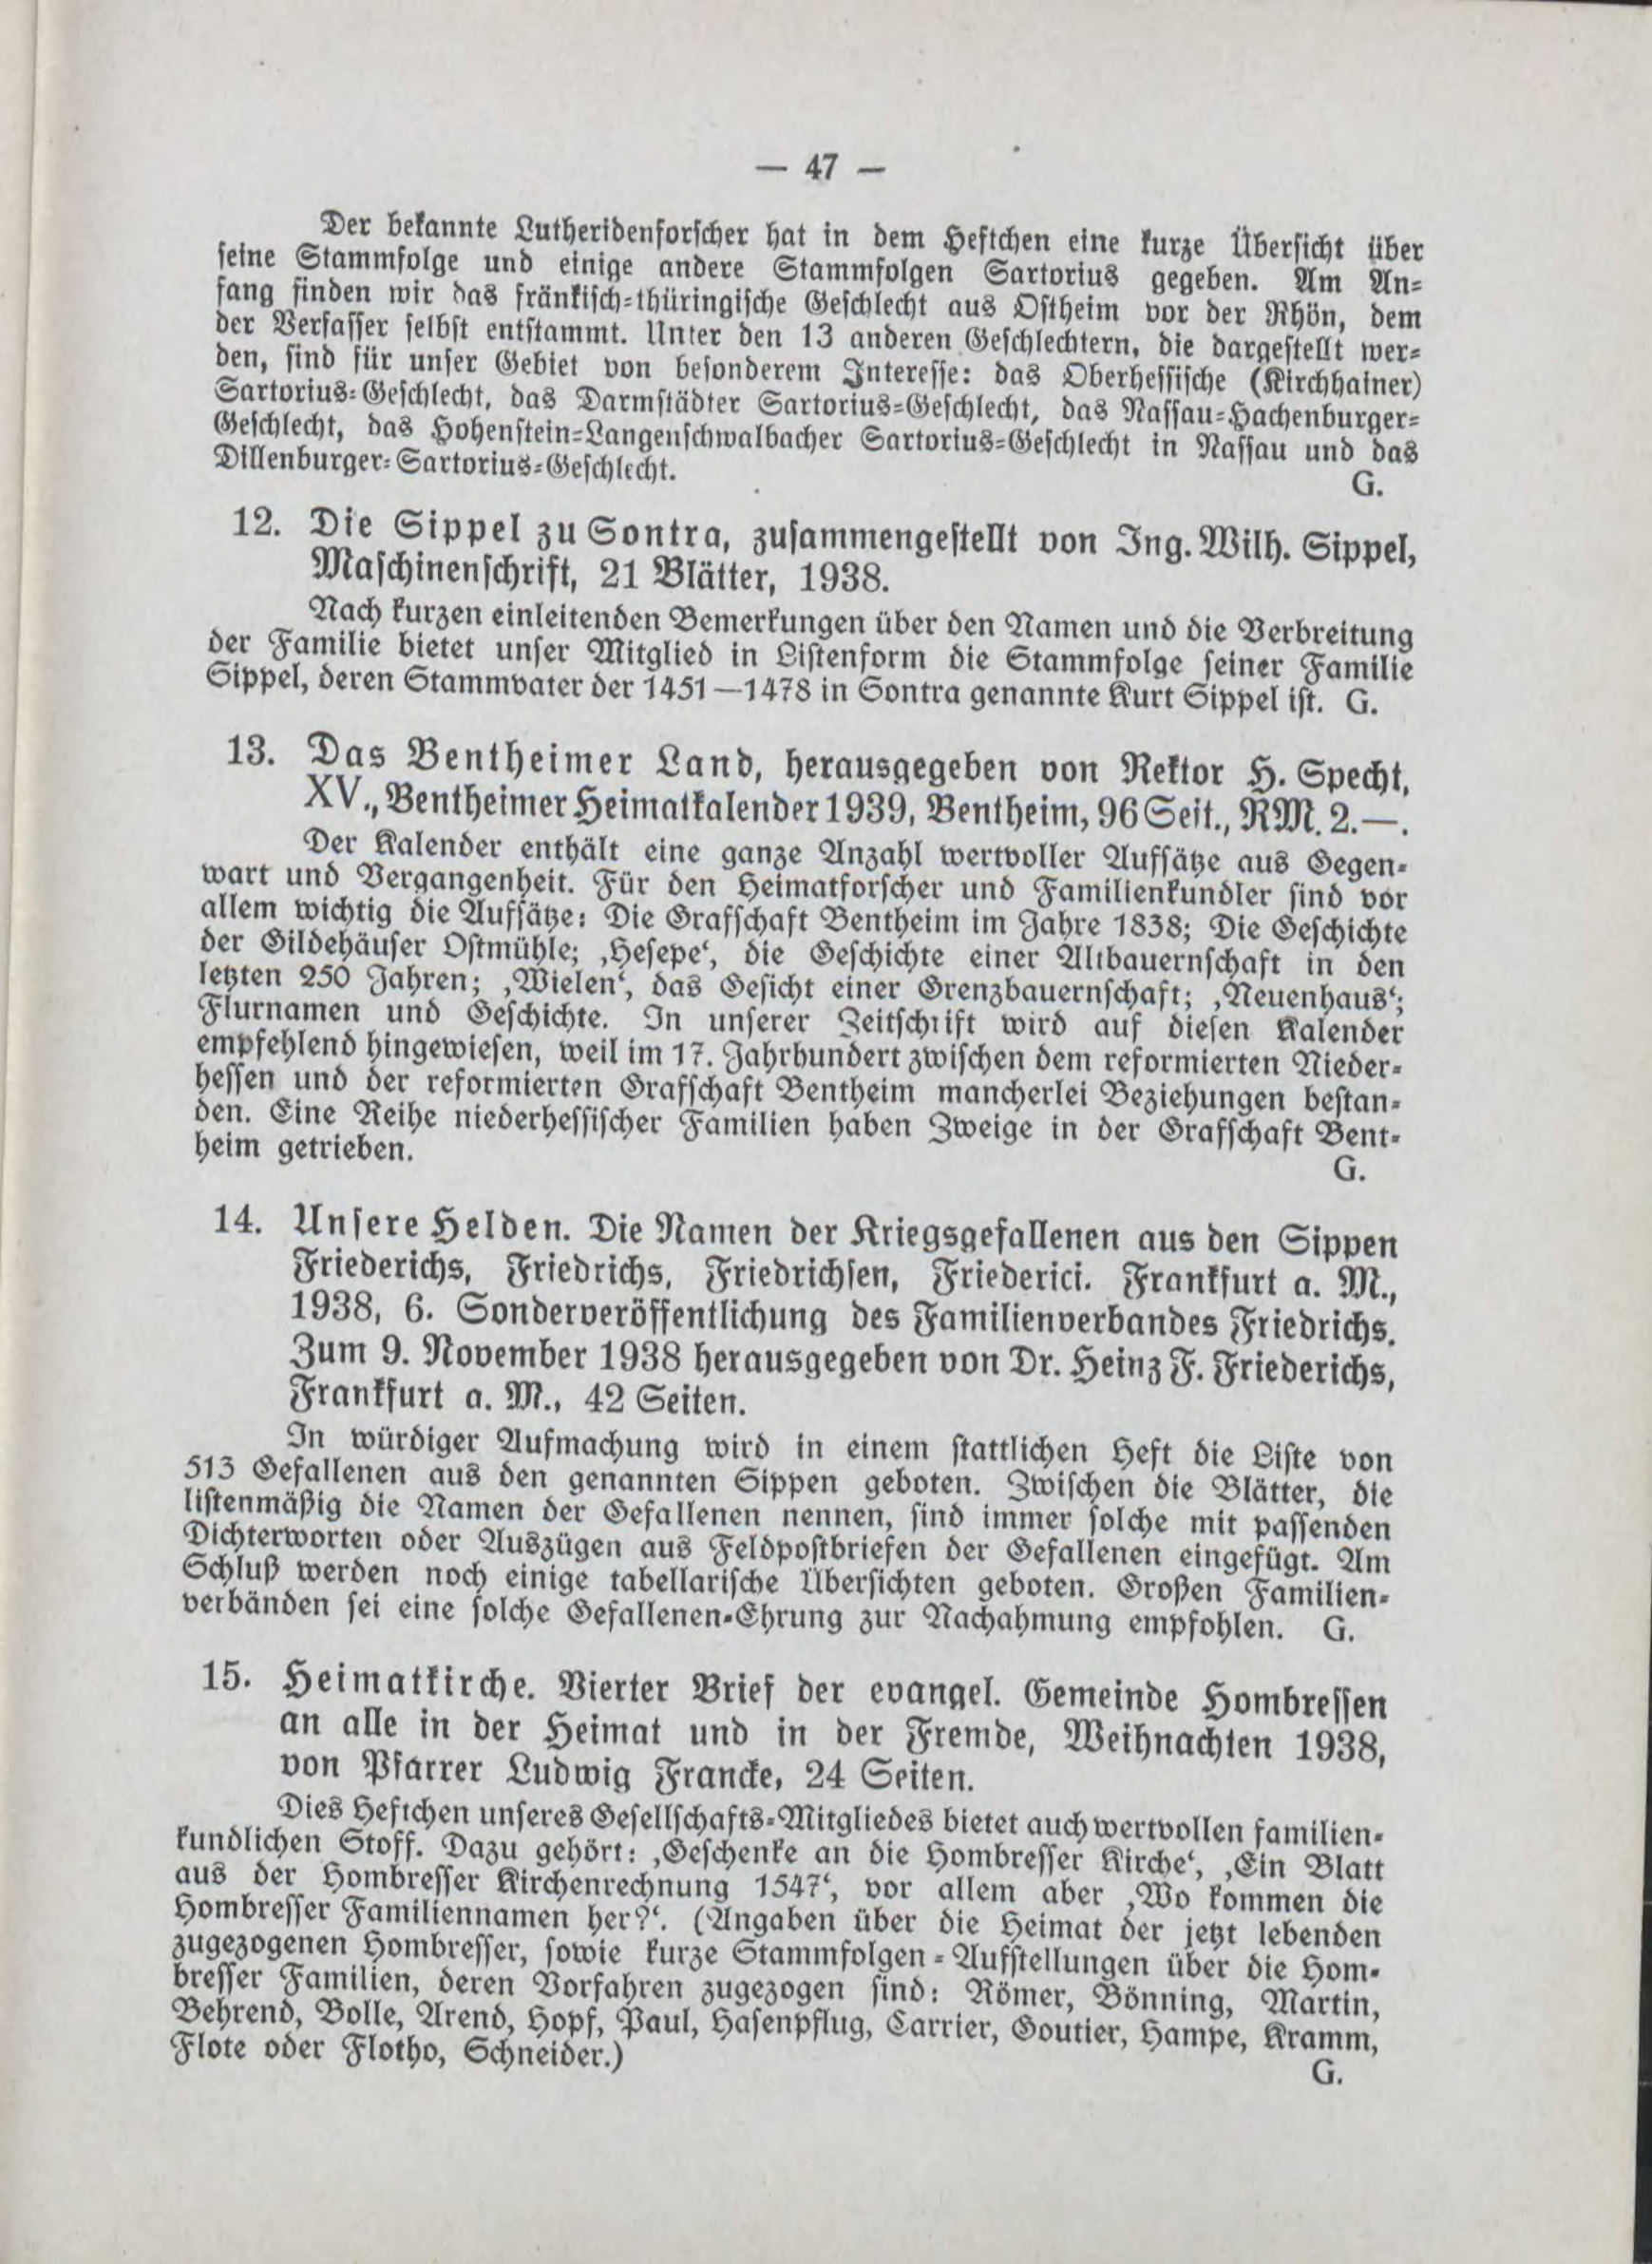 — 47 —
Der bekannte Lutheridenforscher hat in dem Heftchen eine kurze Übersicht über
seine Stammfolge und einige andere Stammfolgen Sartorius gegeben. Am An-
fang finden wir das fränkisch-thüringische Geschlecht aus Ostheim vor der Rhön, dem
der Verfasser selbst entstammt. Unter den 13 anderen Geschlechtern, die dargestellt wer-
den, sind für unser Gebiet von besonderem Interesse: das Oberhessische (Kirchhainer)
Sartorius-Geschlecht, das Darmstädter Sartorius-Geschlecht, das Nassau-Hachenburger-
Geschlecht, das Hohenstein-Langenschwalbacher Sartorius-Geschlecht in Nassau und das
Dillenburger-Sartorius-Geschlecht. G.
12. Die Sippel zu Sontra, zusammengestellt von Ing. Wilh. Sippel,
Maschinenschrift, 21 Blätter, 1938.
Nach kurzen einleitenden Bemerkungen über den Namen und die Verbreitung
der Familie bietet unser Mitglied in Listenform die Stammfolge seiner Familie
Sippel, deren Stammvater der 1451—1478 in Sontra genannte Kurt Sippel ist. G.
13. Das Bentheimer Land, herausgegeben von Rektor H. Specht,
XV., Bentheimer Heimatkalender 1939, Bentheim, 96 Seit., RM. 2.—.
Der Kalender enthält eine ganze Anzahl wertvoller Aufsätze aus Gegen-
wart und Vergangenheit. Für den Heimatforscher und Familienkundler sind vor
allem wichtig die Aufsätze: Die Grafschaft Bentheim im Jahre 1838; Die Geschichte
der Gildehäuser Ostmühle; ‚Hesepe‘, die Geschichte einer Altbauernschaft in den
letzten 250 Jahren; ‚Wielen‘, das Gesicht einer Grenzbauernschaft; ‚Neuenhaus‘;
Flurnamen und Geschichte. In unserer Zeitschrift wird auf diesen Kalender
empfehlend hingewiesen, weil im 17. Jahrhundert zwischen dem reformierten Nieder-
hessen und der reformierten Grafschaft Bentheim mancherlei Beziehungen bestan-
den. Eine Reihe niederhessischer Familien haben Zweige in der Grafschaft Bent-
heim getrieben. G.
14. Unsere Helden. Die Namen der Kriegsgefallenen aus den Sippen
Friederichs, Friedrichs, Friedrichsen, Friederici. Frankfurt a. M.,
1938, 6. Sonderveröffentlichung des Familienverbandes Friedrichs.
Zum 9. November 1938 herausgegeben von Dr. Heinz F. Friederichs,
Frankfurt a. M., 42 Seiten.
In würdiger Aufmachung wird in einem stattlichen Heft die Liste von
513 Gefallenen aus den genannten Sippen geboten. Zwischen die Blätter, die
listenmäßig die Namen der Gefallenen nennen, sind immer solche mit passenden
Dichterworten oder Auszügen aus Feldpostbriefen der Gefallenen eingefügt. Am
Schluß werden noch einige tabellarische Übersichten geboten. Großen Familien-
verbänden sei eine solche Gefallenen-Ehrung zur Nachahmung empfohlen. G.
15. Heimatkirche. Vierter Brief der evangel. Gemeinde Hombressen
an alle in der Heimat und in der Fremde, Weihnachten 1938,
von Pfarrer Ludwig Francke, 24 Seiten.
Dies Heftchen unseres Gesellschafts-Mitgliedes bietet auch wertvollen familien-
kundlichen Stoff. Dazu gehört: ‚Geschenke an die Hombresser Kirche‘, ‚Ein Blatt
aus der Hombresser Kirchenrechnung 1547‘, vor allem aber ‚Wo kommen die
Hombresser Familiennamen her?‘. (Angaben über die Heimat der jetzt lebenden
zugezogenen Hombresser, sowie kurze Stammfolgen-Aufstellungen über die Hom-
bresser Familien, deren Vorfahren zugezogen sind: Römer, Bönning, Martin,
Behrend, Bolle, Arend, Hopf, Paul, Hasenpflug, Carrier, Goutier, Hampe, Kramm,
Flote oder Flotho, Schneider.) G.